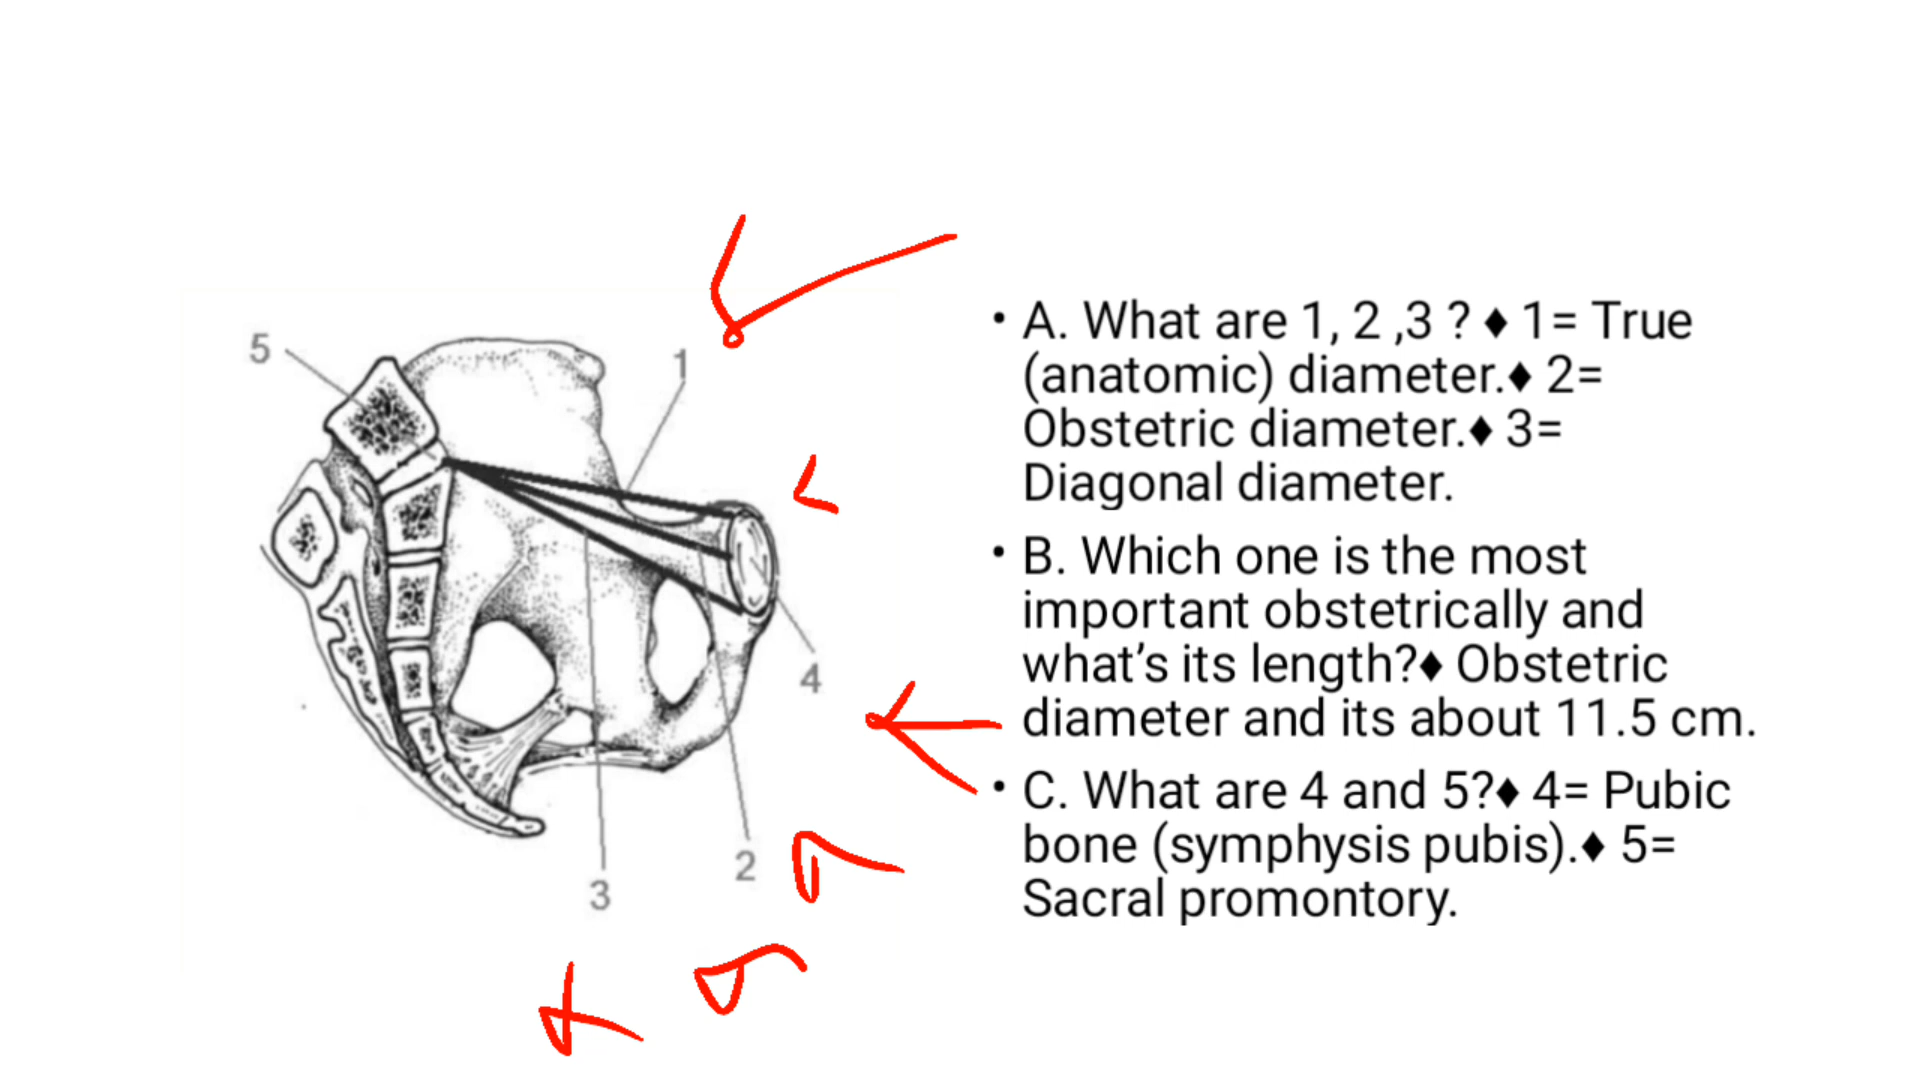 5
1
4
2
3
• A. What are 1, 2 ,3 ? ♦ 1= True
(anatomic) diameter.♦ 2=
Obstetric diameter.♦ 3=
Diagonal diameter.
• B. Which one is the most
important obstetrically and
what’s its length?♦ Obstetric
diameter and its about 11.5 cm.
• C. What are 4 and 5?♦ 4= Pubic
bone (symphysis pubis).♦ 5=
Sacral promontory.